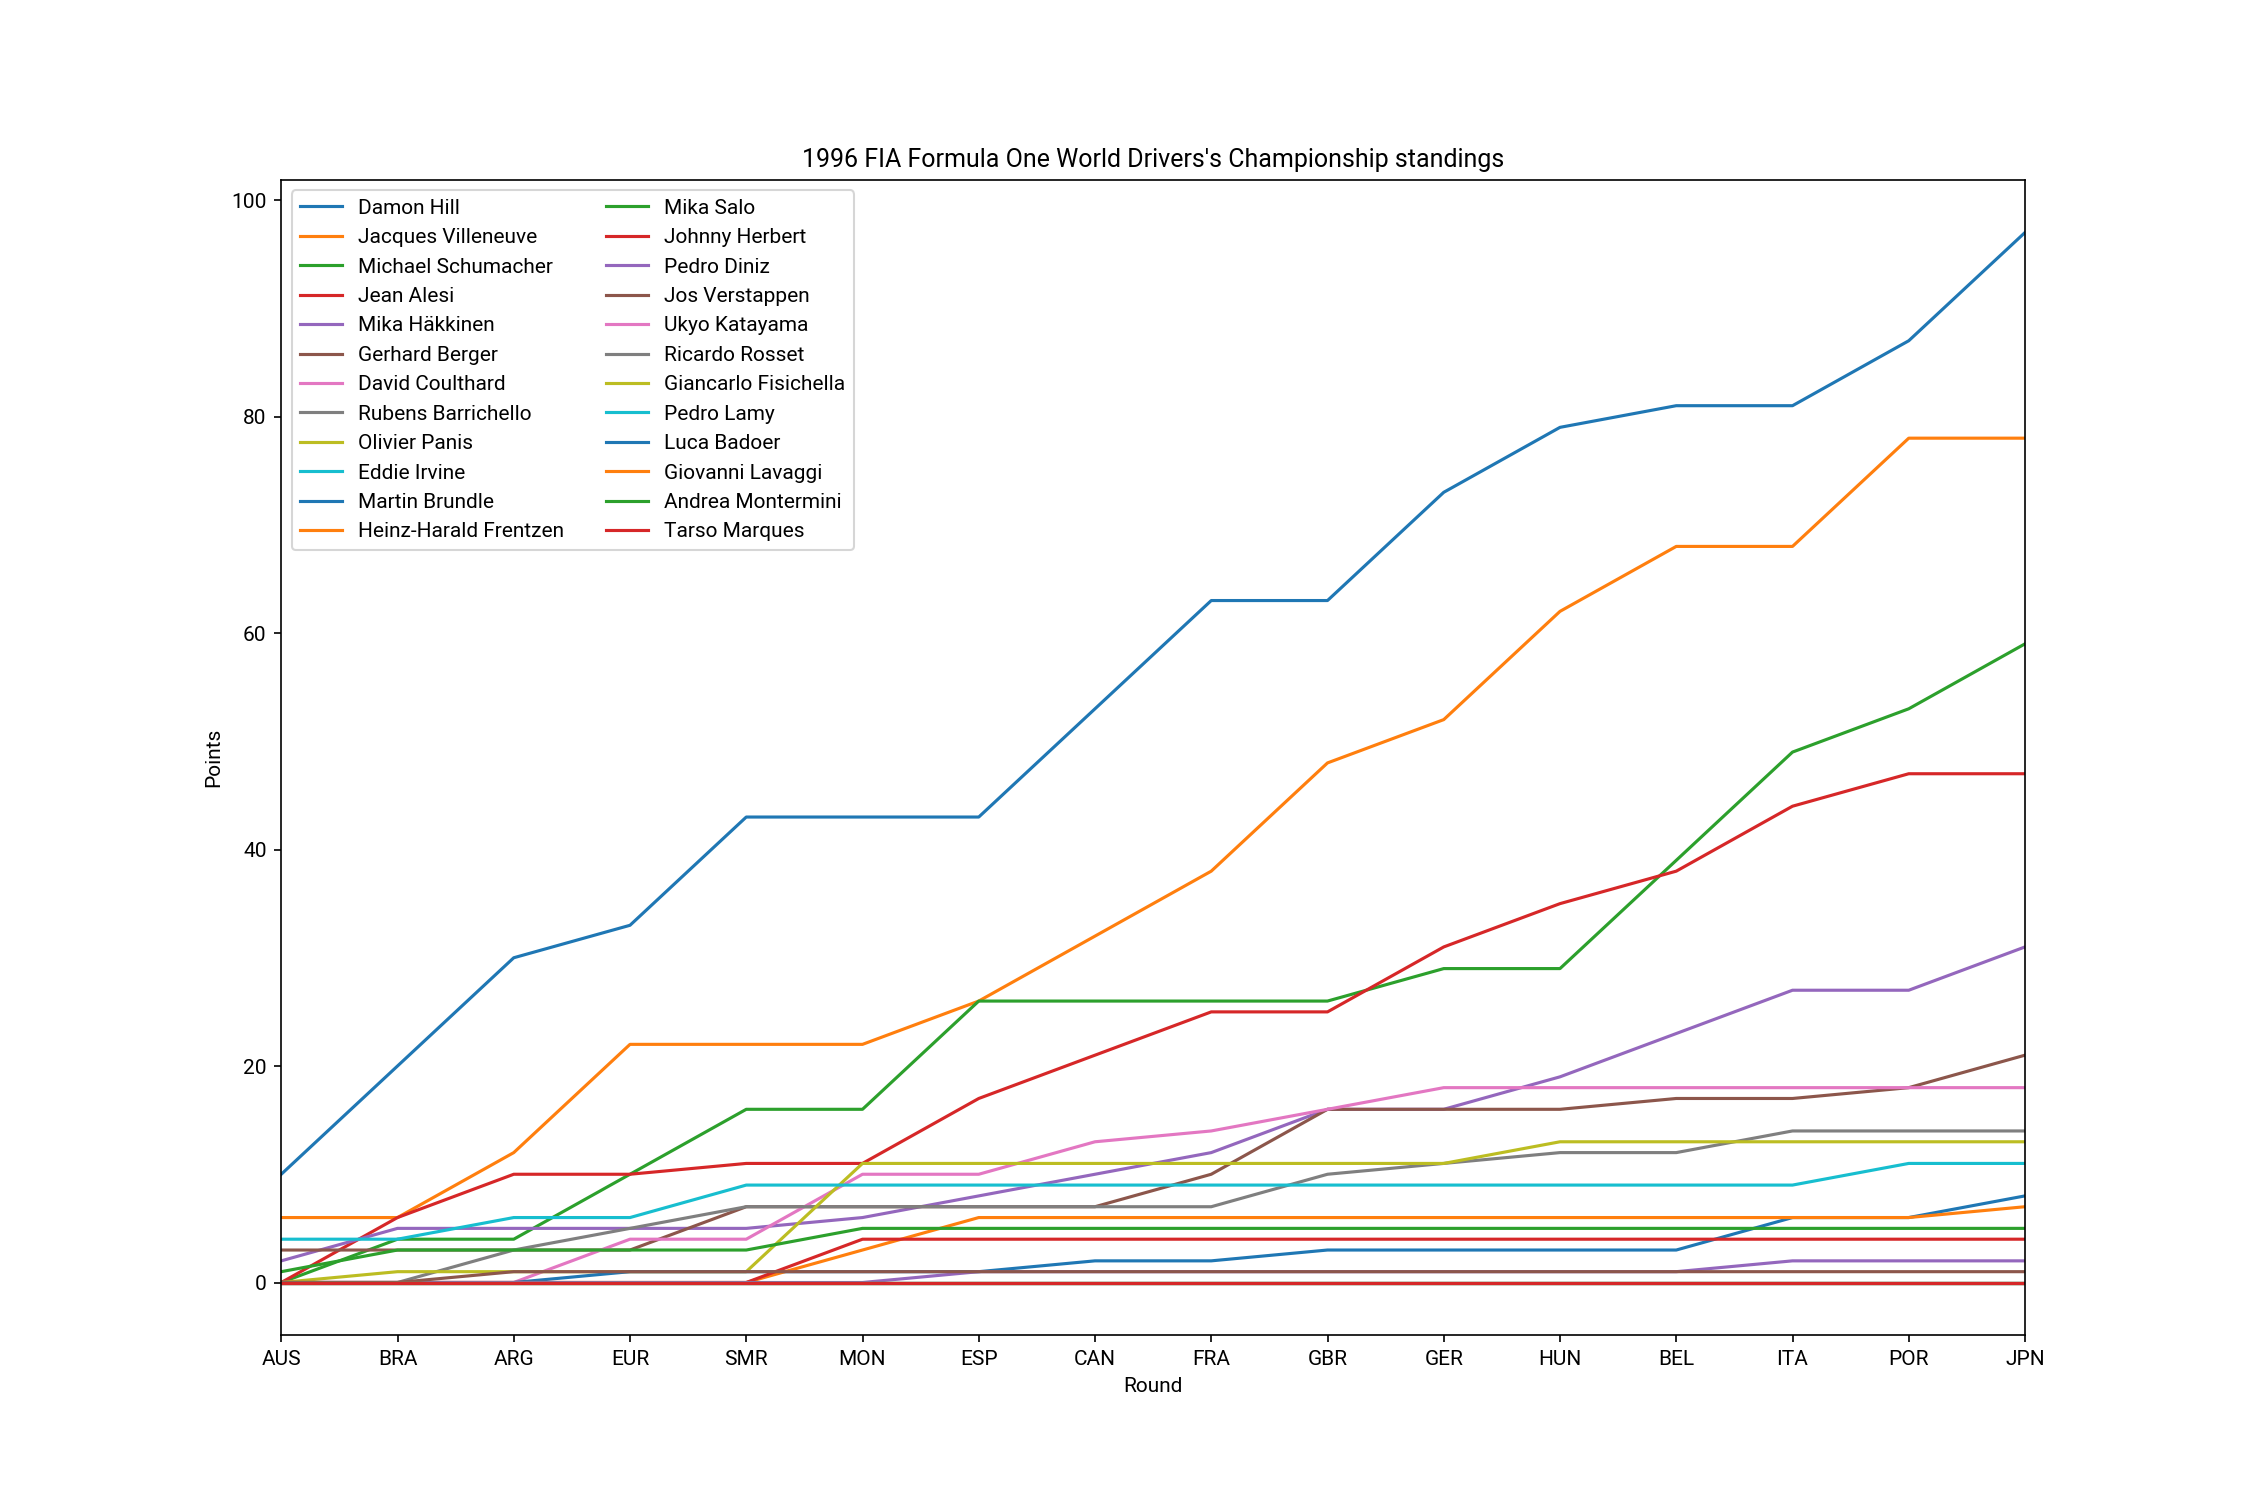 1996 FIA Formula One World Drivers's Championship standings
100
80
60
40
20
0
Points
Damon Hill
Jacques Villeneuve
Michael Schumacher
Jean Alesi
Mika Häkkinen
Gerhard Berger
David Coulthard
Rubens Barrichello
Olivier Panis
Eddie Irvine
Martin Brundle
Heinz-Harald Frentzen
Mika Salo
Johnny Herbert
Pedro Diniz
Jos Verstappen
Ukyo Katayama
Ricardo Rosset
Giancarlo Fisichella
Pedro Lamy
Luca Badoer
Giovanni Lavaggi
Andrea Montermini
Tarso Marques
AUS BRA ARG EUR SMR MON ESP CAN FRA GBR GER HUN BEL ITA POR JPN
Round